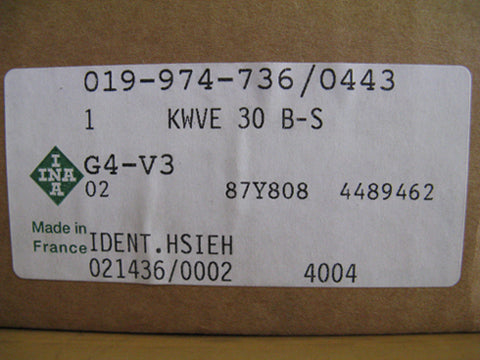 019-974-736/0443
1 KWVE 30 B-S
INA
INA
G4-V3
02 87Y808 4489462
Made in
France
IDENT.HSIEH
021436/0002 4004